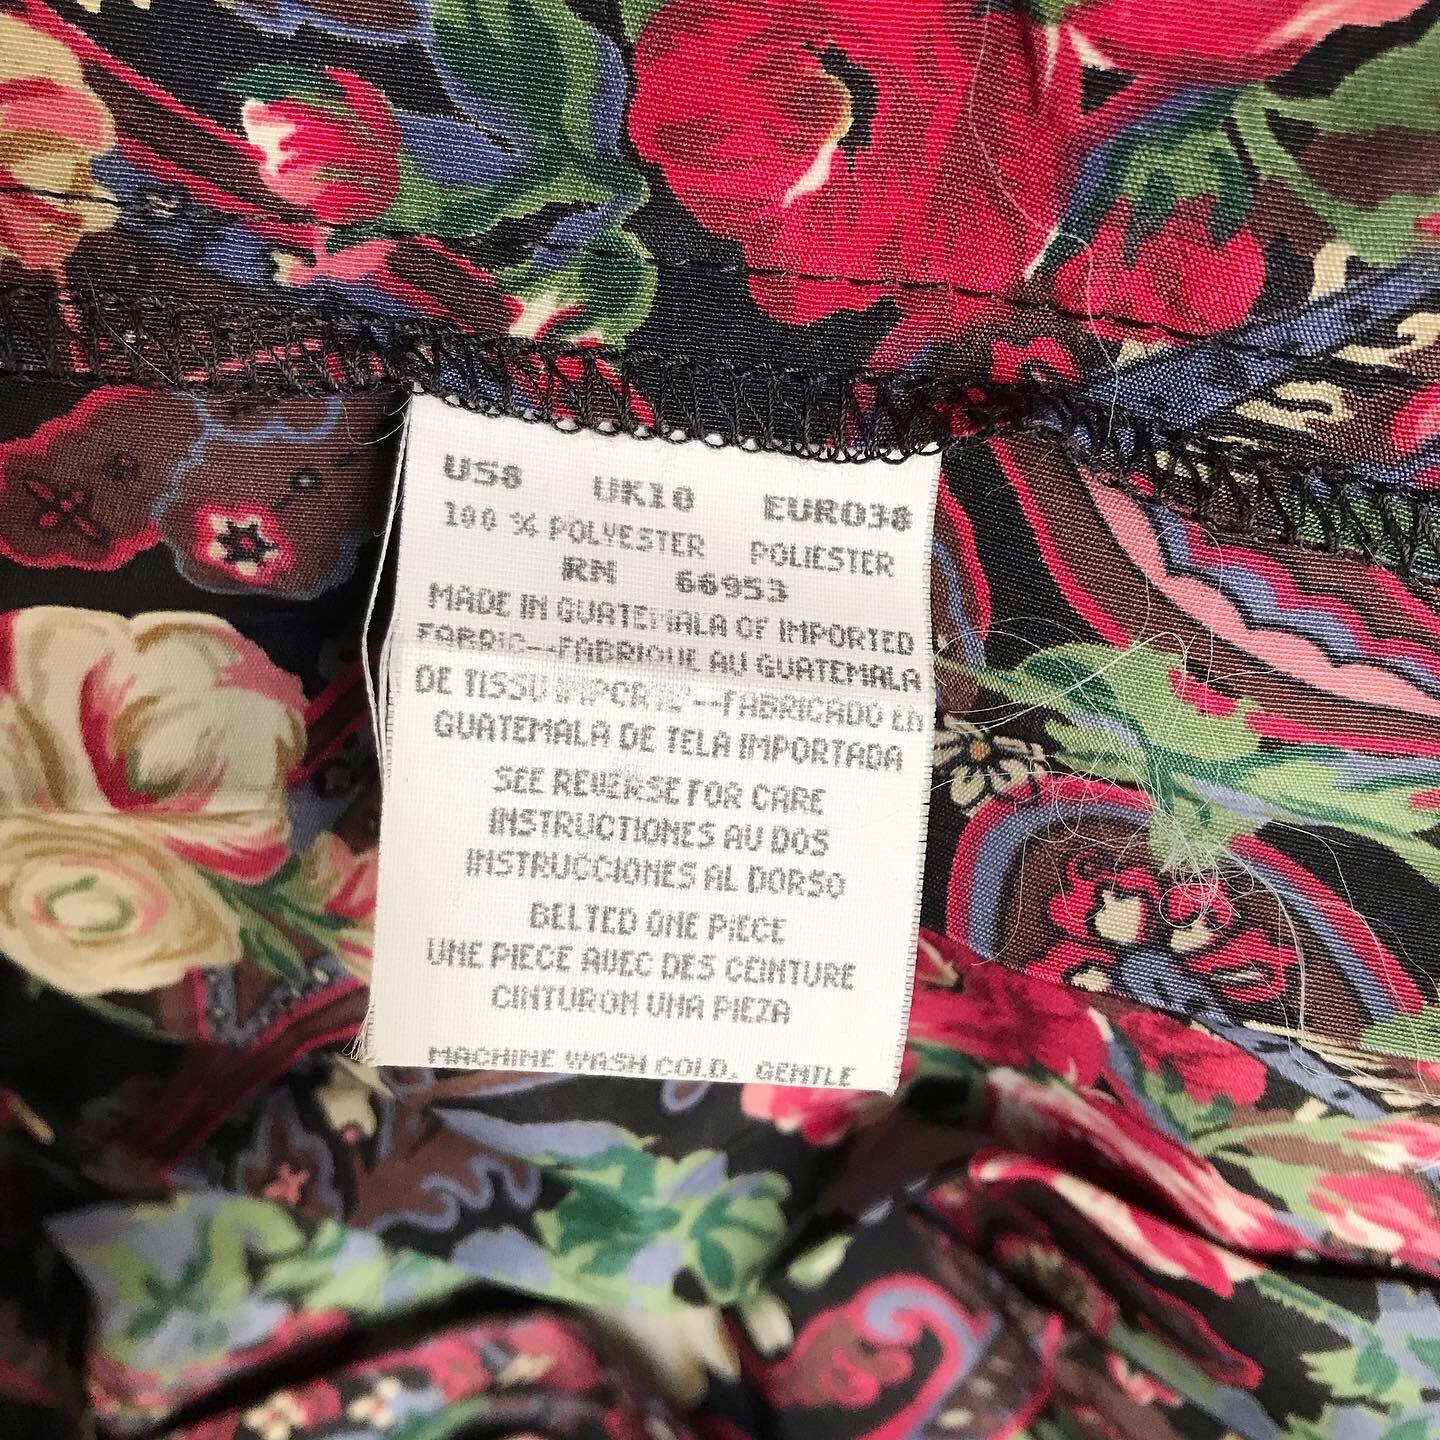 US8 UK10 EURO38
100 % POLYESTER POLIESTER
RN 66953
MADE IN GUATEMALA OF IMPORTED
FABRIC--FABRIQUE AU GUATEMALA
DE TISSU IMPORTE--FABRICADO EN
GUATEMALA DE TELA IMPORTADA
SEE REVERSE FOR CARE
INSTRUCTIONES AU DOS
INSTRUCCIONES AL DORSO
BELTED ONE PIECE
UNE PIECE AVEC DES CEINTURE
CINTURON UNA PIEZA
MACHINE WASH COLD, GENTLE